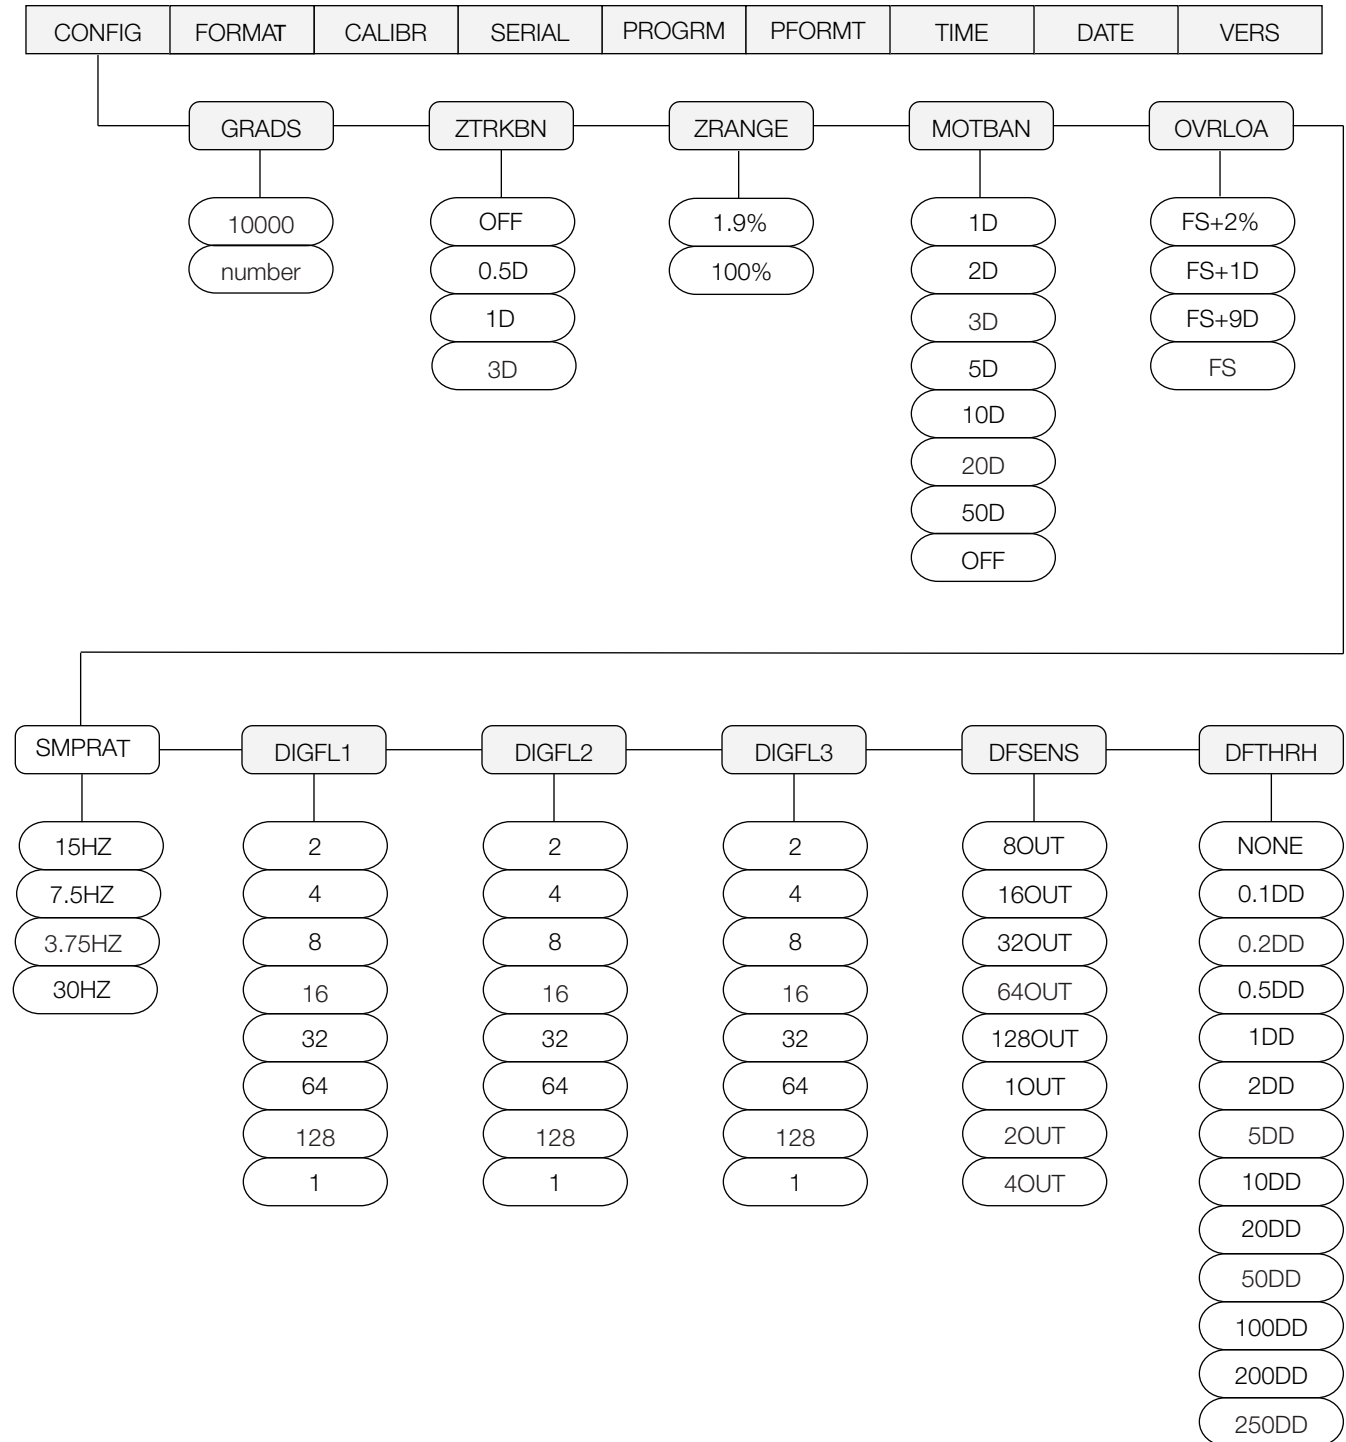 CONFIG FORMAT CALIBR SERIAL PROGRM PFORMT TIME DATE VERS
GRADS ZTRKBN ZRANGE MOTBAN OVRLOA
10000 OFF 1.9% 1D FS+2%
number 0.5D 100% 2D FS+1D
1D 3D FS+9D
3D 5D FS
10D
20D
50D
OFF
SMPRAT DIGFL1 DIGFL2 DIGFL3 DFSENS DFTHRH
15HZ 2 2 2 8OUT NONE
7.5HZ 4 4 4 16OUT 0.1DD
3.75HZ 8 8 8 32OUT 0.2DD
30HZ 16 16 16 64OUT 0.5DD
32 32 32 128OUT 1DD
64 64 64 1OUT 2DD
128 128 128 2OUT 5DD
1 1 1 4OUT 10DD
20DD
50DD
100DD
200DD
250DD